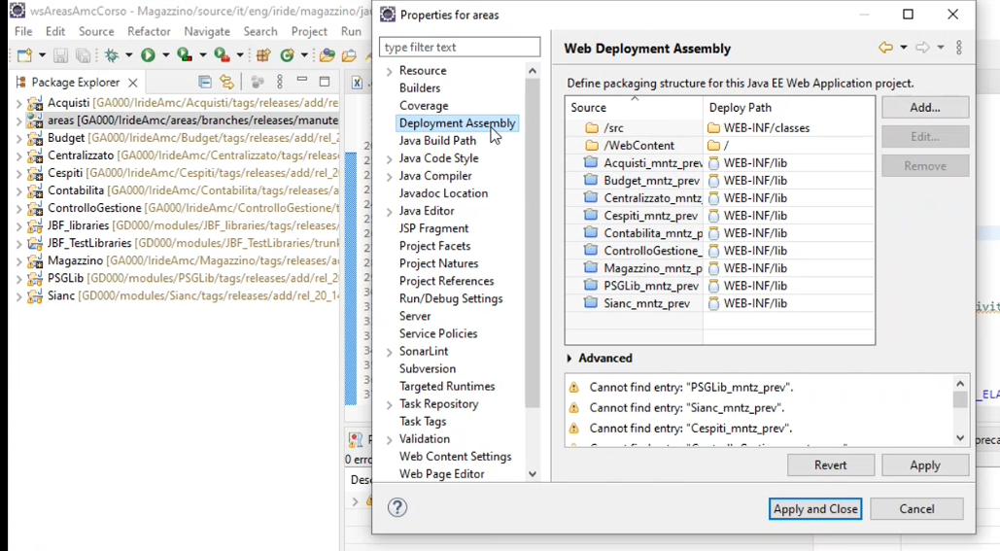 wsAreasAmcCorso - Magazzino/source/it/eng/iride/magazzino/ja
File Edit Source Refactor Navigate Search Project Run
Package Explorer
Acquisti [GA000/IrideAmc/Acquisti/tags/releases/add/re
areas [GA000/IrideAmc/areas/branches/releases/manute
Budget [GA000/IrideAmc/Budget/tags/releases/add/rel_2
Centralizzato [GA000/IrideAmc/Centralizzato/tags/release
Cespiti [GA000/IrideAmc/Cespiti/tags/releases/add/rel_20
Contabilita [GA000/IrideAmc/Contabilita/tags/releases/a
ControlloGestione [GA000/IrideAmc/ControlloGestione/t
JBF_libraries [GD000/modules/JBF_libraries/tags/releases/
JBF_TestLibraries [GD000/modules/JBF_TestLibraries/trunk
Magazzino [GA000/IrideAmc/Magazzino/tags/releases/a
PSGLib [GD000/modules/PSGLib/tags/releases/add/rel_2
Sianc [GD000/modules/Sianc/tags/releases/add/rel_20_14
0 erro
Des
Properties for areas
type filter text
Resource
Builders
Coverage
Deployment Assembly
Java Build Path
Java Code Style
Java Compiler
Javadoc Location
Java Editor
JSP Fragment
Project Facets
Project Natures
Project References
Run/Debug Settings
Server
Service Policies
SonarLint
Subversion
Targeted Runtimes
Task Repository
Task Tags
Validation
Web Content Settings
Web Page Editor
Web Deployment Assembly
Define packaging structure for this Java EE Web Application project.
Source Deploy Path
/src WEB-INF/classes
/WebContent /
Acquisti_mntz_prev WEB-INF/lib
Budget_mntz_prev WEB-INF/lib
Centralizzato_mntz_ WEB-INF/lib
Cespiti_mntz_prev WEB-INF/lib
Contabilita_mntz_p WEB-INF/lib
ControlloGestione_ WEB-INF/lib
Magazzino_mntz_p WEB-INF/lib
PSGLib_mntz_prev WEB-INF/lib
Sianc_mntz_prev WEB-INF/lib
Add...
Edit...
Remove
Advanced
Cannot find entry: "PSGLib_mntz_prev".
Cannot find entry: "Sianc_mntz_prev".
Cannot find entry: "Cespiti_mntz_prev".
Revert Apply
Apply and Close Cancel
ivit
_ELA